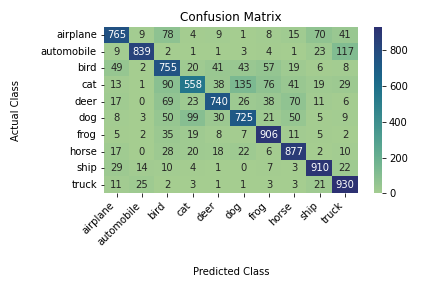 Confusion Matrix
airplane 765 9 78 4 9 1 8 15 70 41
automobile 9 839 2 1 1 3 4 1 23 117
bird 49 2 755 20 41 43 57 19 6 8
cat 13 1 90 558 38 135 76 41 19 29
deer 17 0 69 23 740 26 38 70 11 6
dog 8 3 50 99 30 725 21 50 5 9
frog 5 2 35 19 8 7 906 11 5 2
horse 17 0 28 20 18 22 6 877 2 10
ship 29 14 10 4 1 0 7 3 910 22
truck 11 25 2 3 1 1 3 3 21 930
airplane automobile bird cat deer dog frog horse ship truck
Actual Class
Predicted Class
800
600
400
200
0